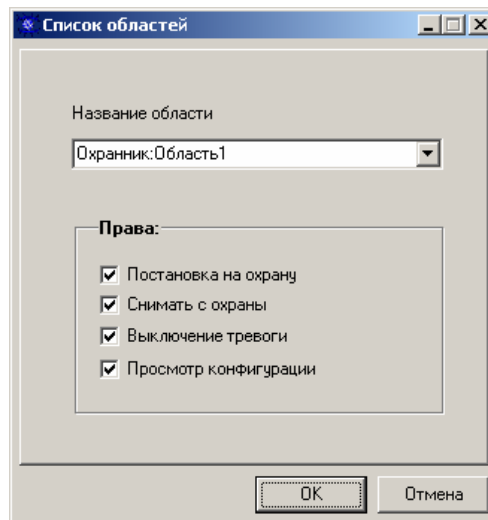 Список областей
Название области
Охранник:Область1
Права:
Постановка на охрану
Снимать с охраны
Выключение тревоги
Просмотр конфигурации
OK
Отмена